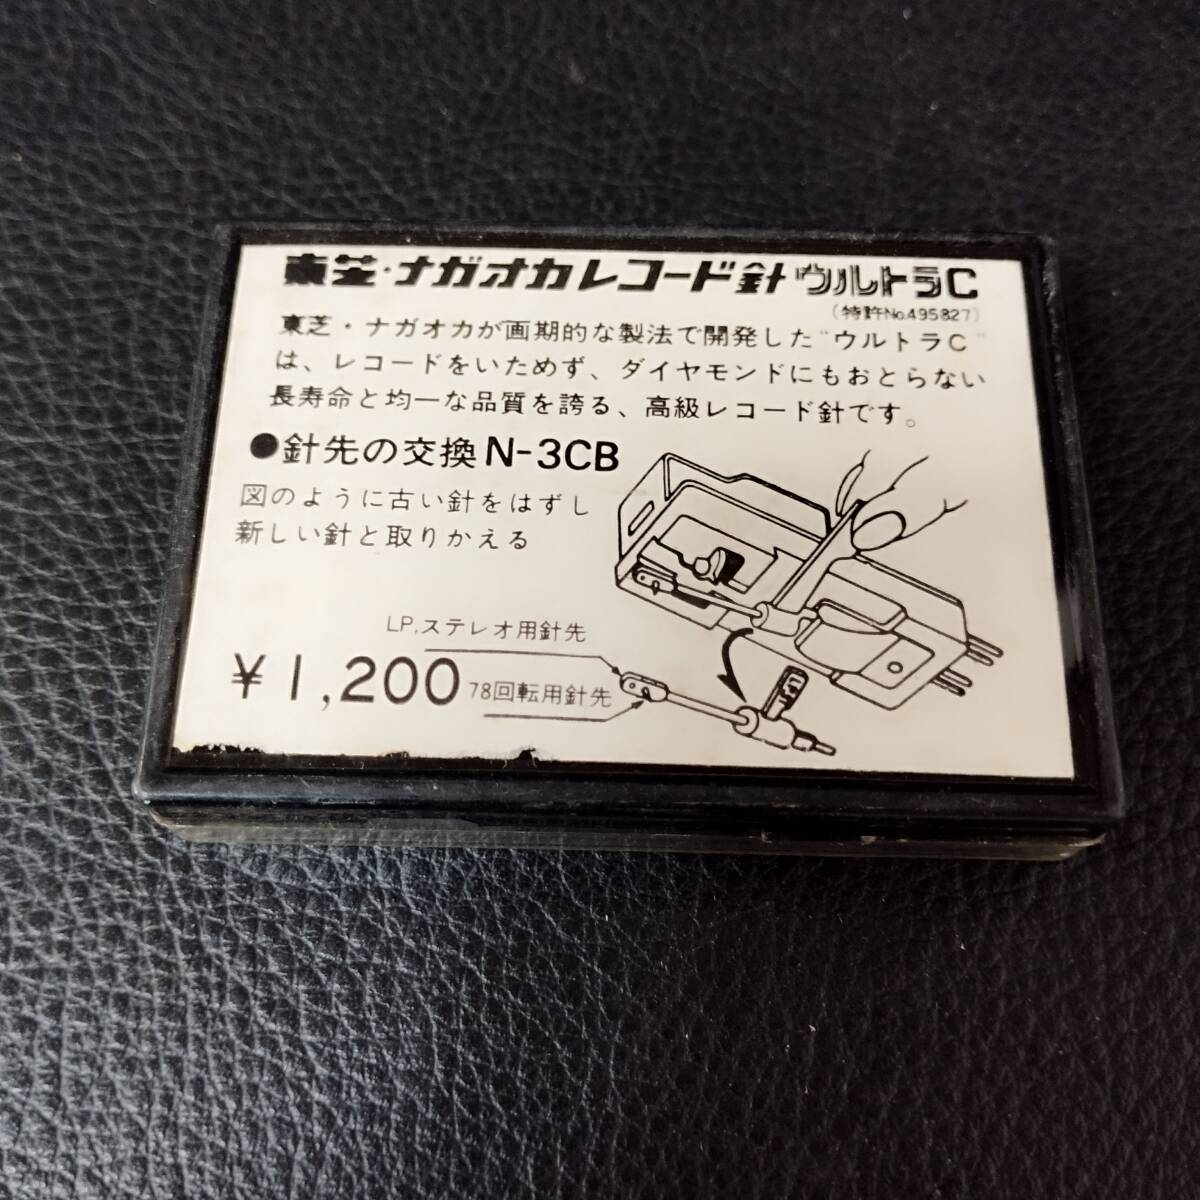 東芝・ナガオカレコード針ウルトラC
(特許No.495827)
東芝・ナガオカが画期的な製法で開発した"ウルトラC"
は、レコードをいためず、ダイヤモンドにもおとらない
長寿命と均一な品質を誇る、高級レコード針です。
●針先の交換N-3CB
図のように古い針をはずし
新しい針と取りかえる
LP,ステレオ用針先
¥1,200
78回転用針先